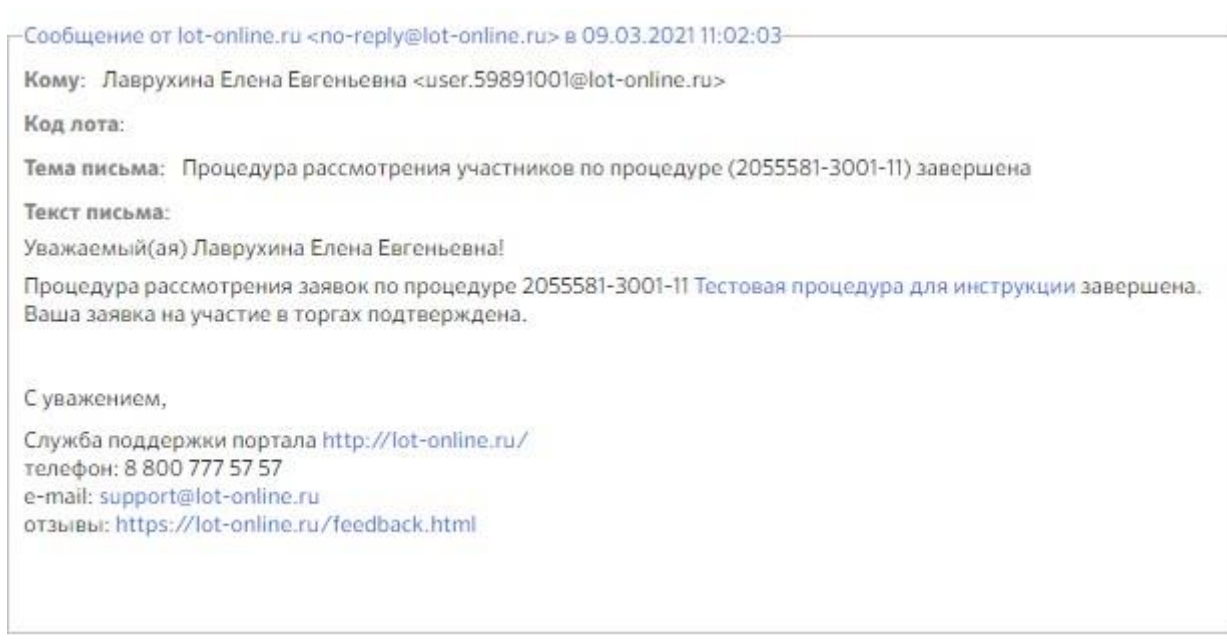 Сообщение от lot-online.ru <no-reply@lot-online.ru> в 09.03.2021 11:02:03
Кому: Лаврухина Елена Евгеньевна <user.59891001@lot-online.ru>
Код лота:
Тема письма: Процедура рассмотрения участников по процедуре (2055581-3001-11) завершена
Текст письма:
Уважаемый(ая) Лаврухина Елена Евгеньевна!
Процедура рассмотрения заявок по процедуре 2055581-3001-11 Тестовая процедура для инструкции завершена.
Ваша заявка на участие в торгах подтверждена.
С уважением,
Служба поддержки портала http://lot-online.ru/
телефон: 8 800 777 57 57
e-mail: support@lot-online.ru
отзывы: https://lot-online.ru/feedback.html